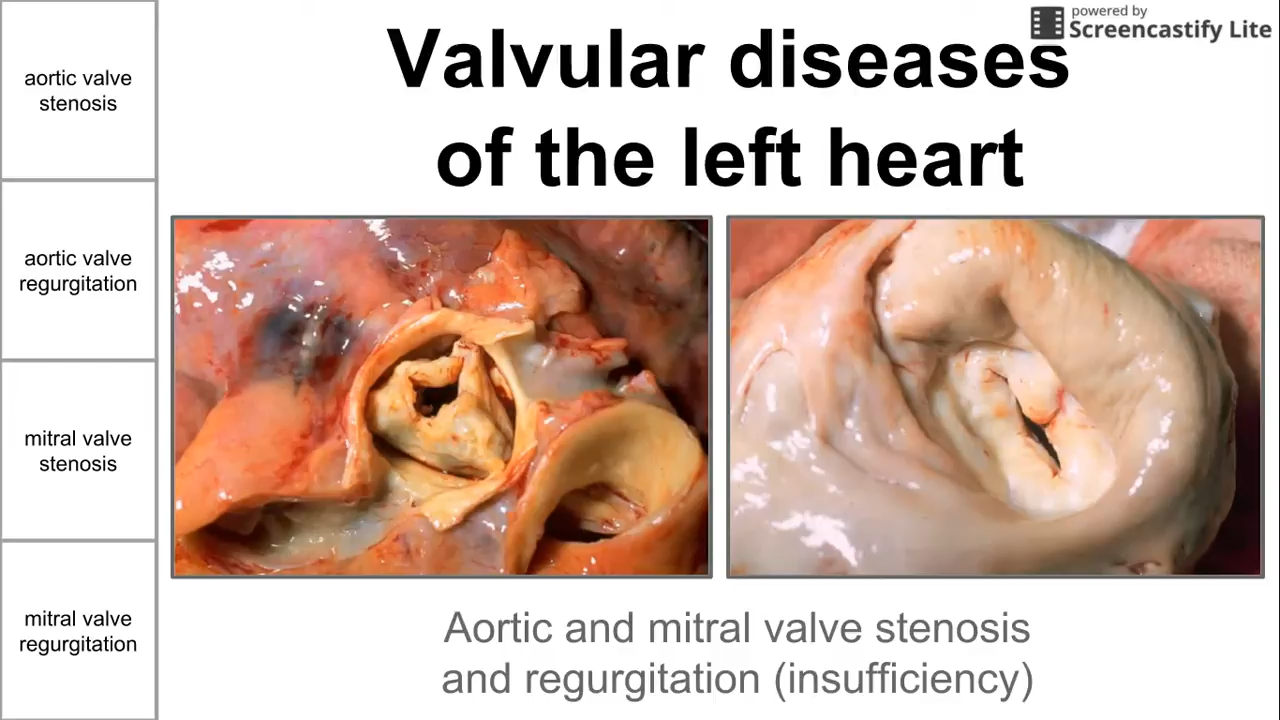 powered by
Screencastify Lite
Valvular diseases
of the left heart
aortic valve
stenosis
aortic valve
regurgitation
mitral valve
stenosis
mitral valve
regurgitation
Aortic and mitral valve stenosis
and regurgitation (insufficiency)